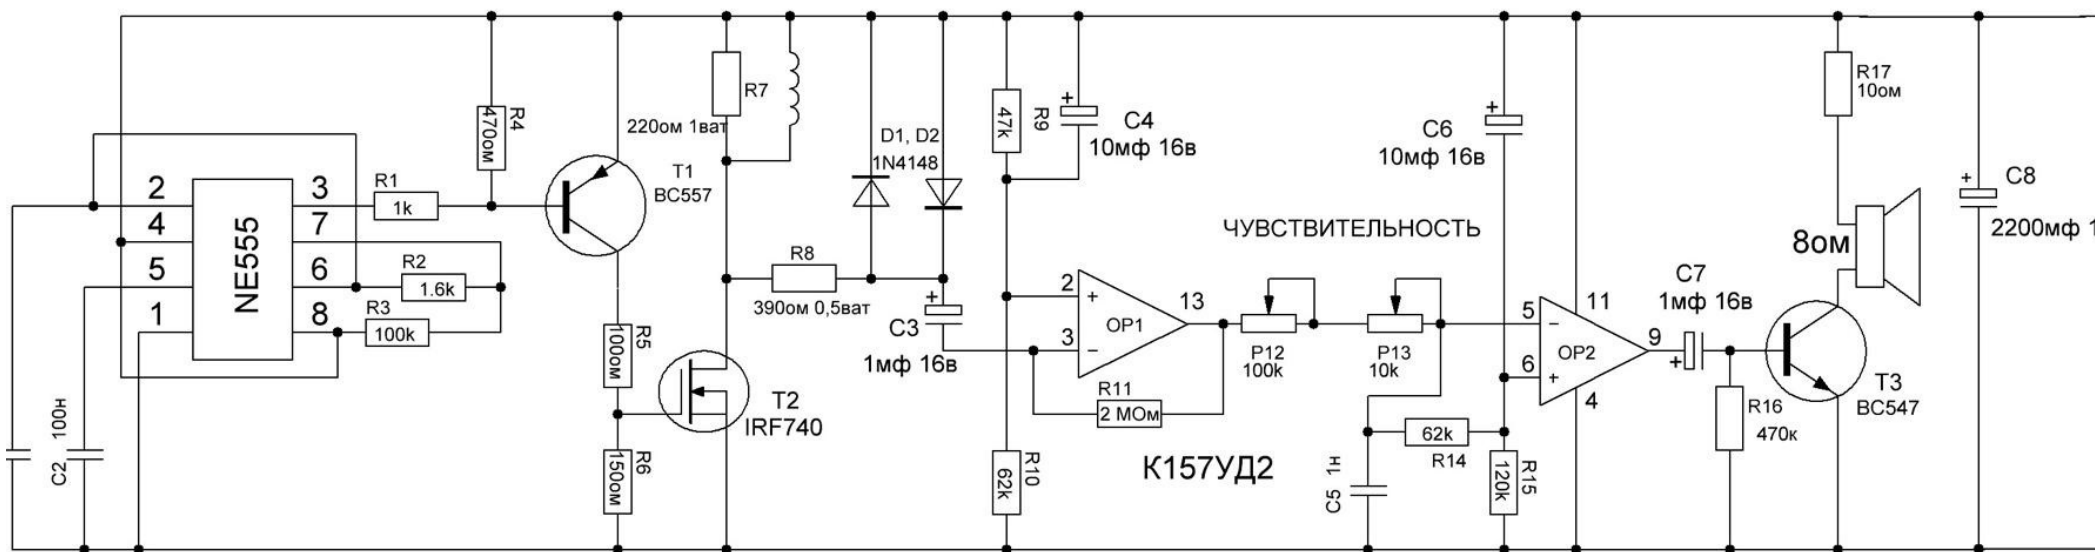 2
4
5
1
NE555
3
7
6
8
R1
1k
R2
1.6k
R3
100k
C2 100н
R4
470ом
T1
BC557
R5
100ом
R6
150ом
R7
220ом 1ват
T2
IRF740
R8
390ом 0,5ват
D1, D2
1N4148
C3
1мф 16в
R9
47k
C4
10мф 16в
R10
62k
2
3
+
−
OP1
13
R11
2 МОм
К157УД2
ЧУВСТВИТЕЛЬНОСТЬ
P12
100k
P13
10k
C5 1н
R14
62k
C6
10мф 16в
R15
120k
5
6
−
+
OP2
11
4
9
C7
1мф 16в
R16
470к
T3
BC547
8ом
R17
10ом
C8
2200мф 1
+
+
+
+
+